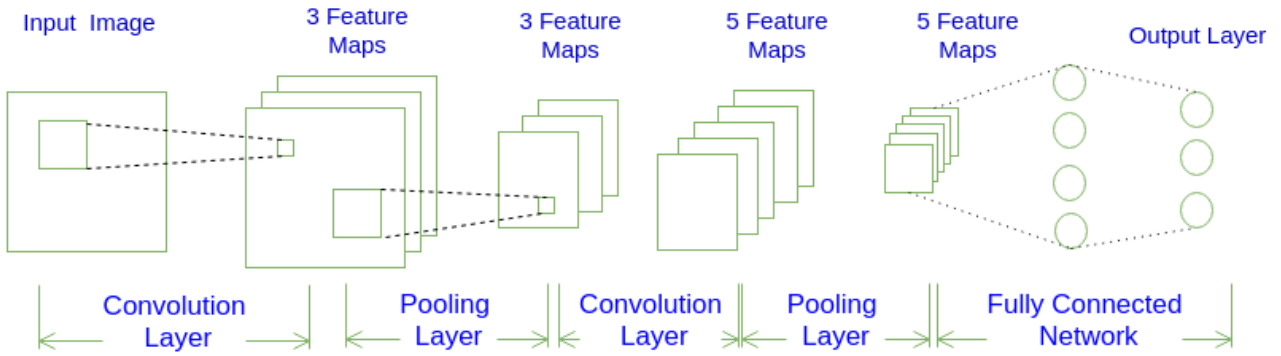 Input Image
3 Feature
Maps
3 Feature
Maps
5 Feature
Maps
5 Feature
Maps
Output Layer
Convolution
Layer
Pooling
Layer
Convolution
Layer
Pooling
Layer
Fully Connected
Network